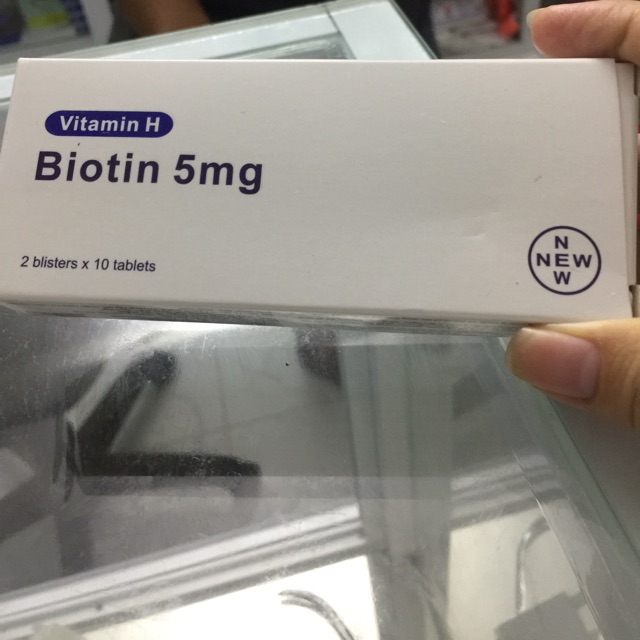 Vitamin H
Biotin 5mg
2 blisters x 10 tablets
N
NEW
W